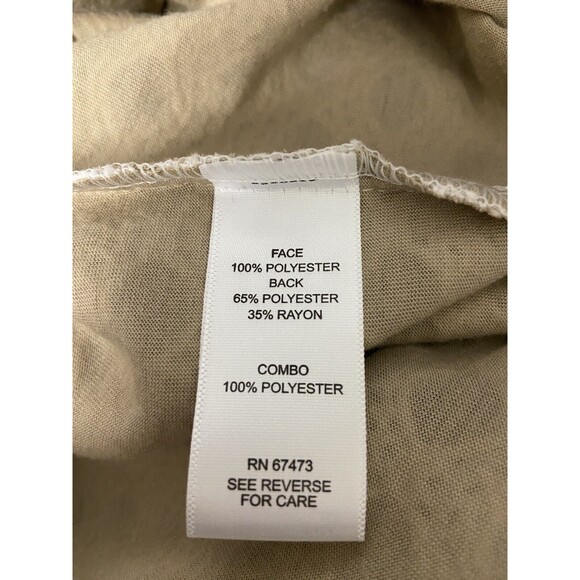 FACE
100% POLYESTER
BACK
65% POLYESTER
35% RAYON
COMBO
100% POLYESTER
RN 67473
SEE REVERSE
FOR CARE